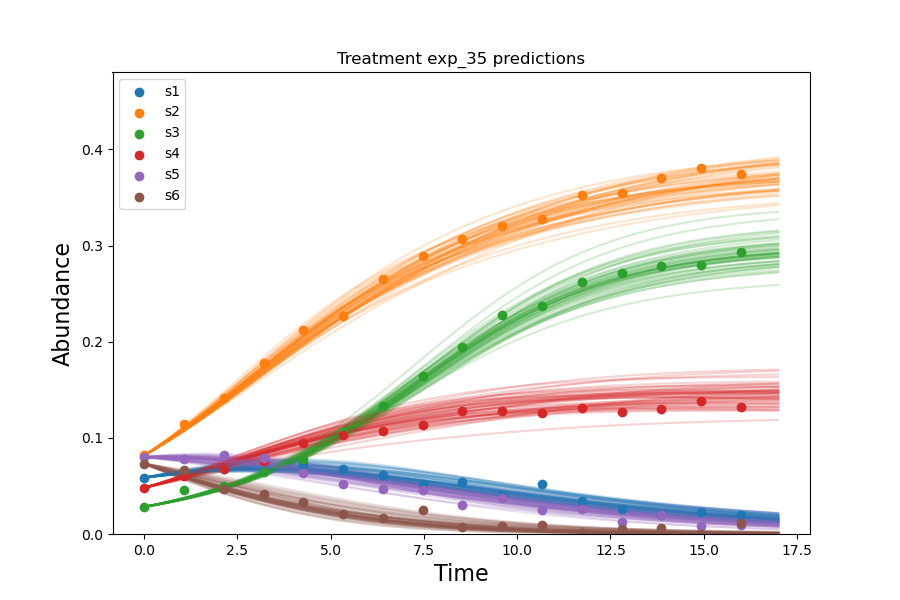 Treatment exp_35 predictions
s1
s2
s3
s4
s5
s6
Abundance
0.4
0.3
0.2
0.1
0.0
0.0 2.5 5.0 7.5 10.0 12.5 15.0 17.5
Time